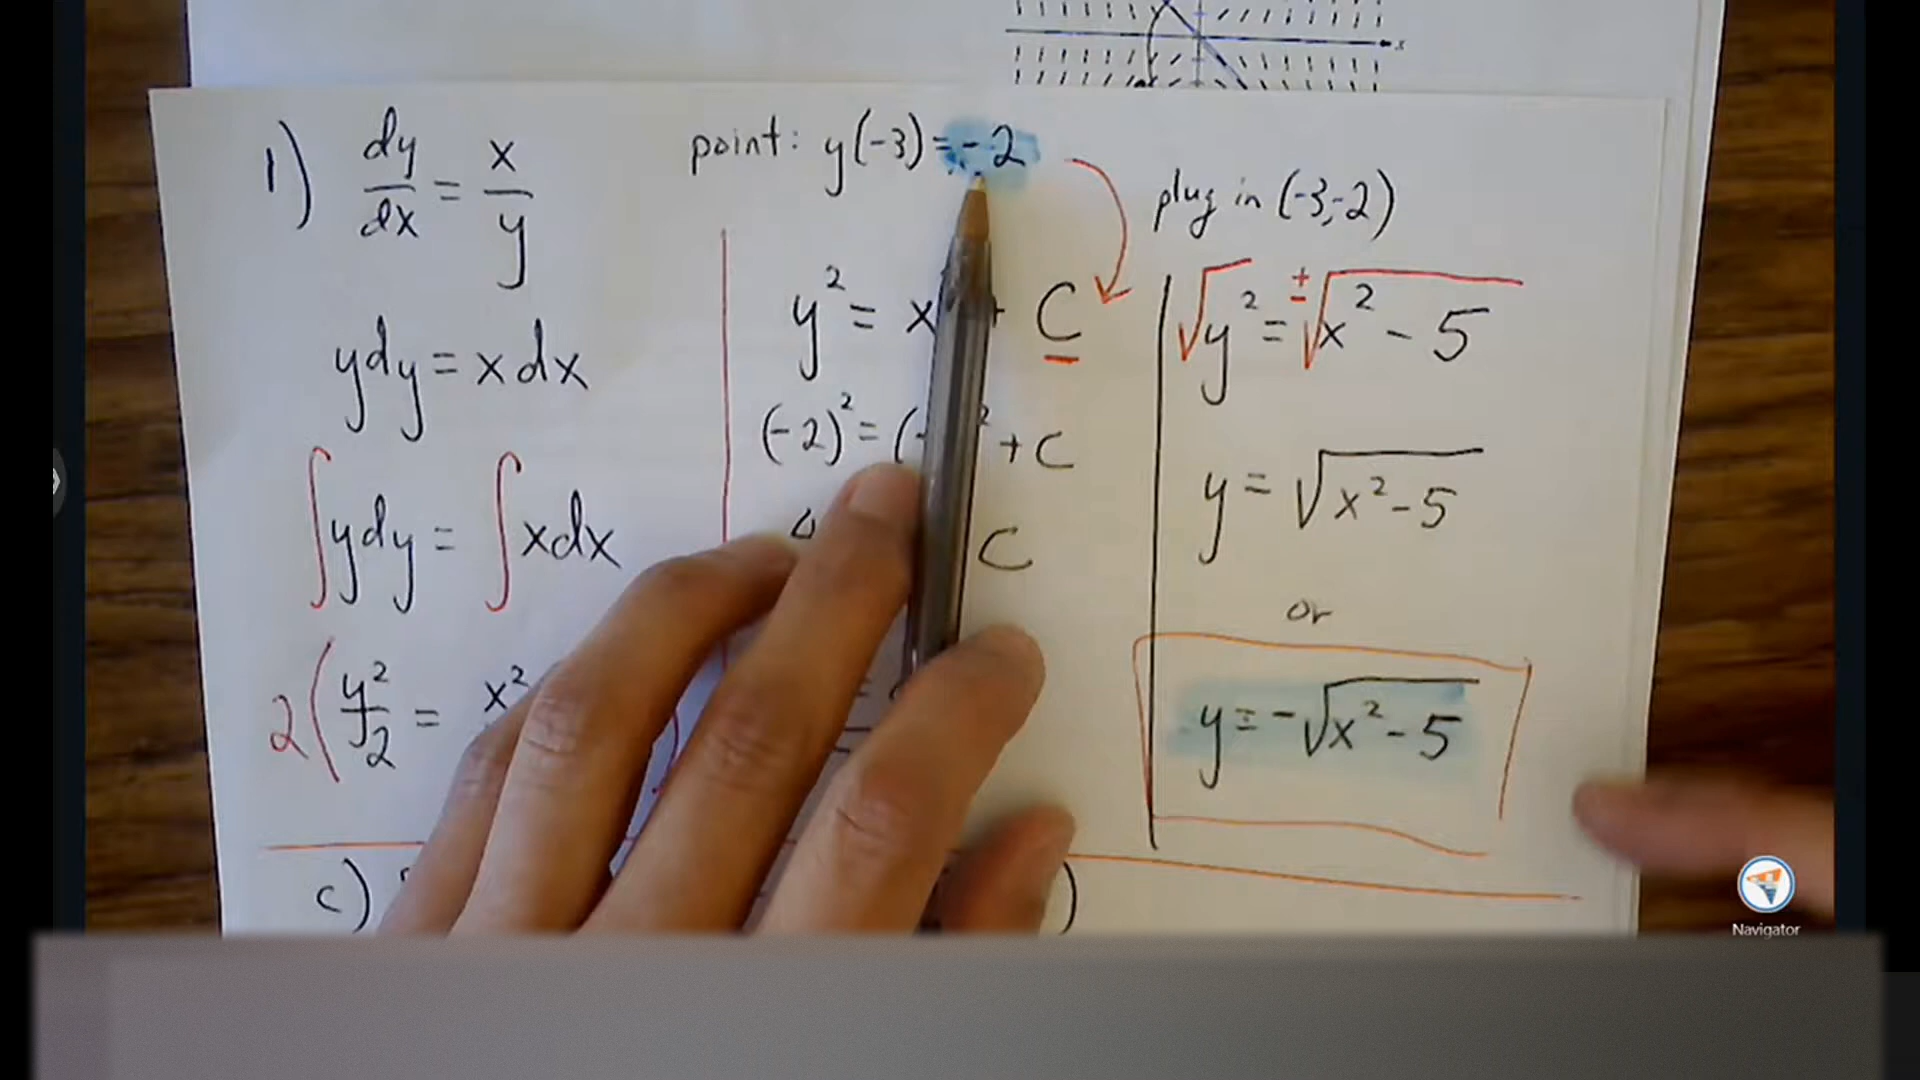 1) dy/dx = x/y
y dy = x dx
∫y dy = ∫x dx
2( y²/2 = x²
c)
point: y(-3) = -2
y² = x + C
(-2)² = (- ² + C
C
plug in (-3,-2)
√y² = ±√x² - 5
y = √x² - 5
or
y = -√x² - 5
x
Navigator